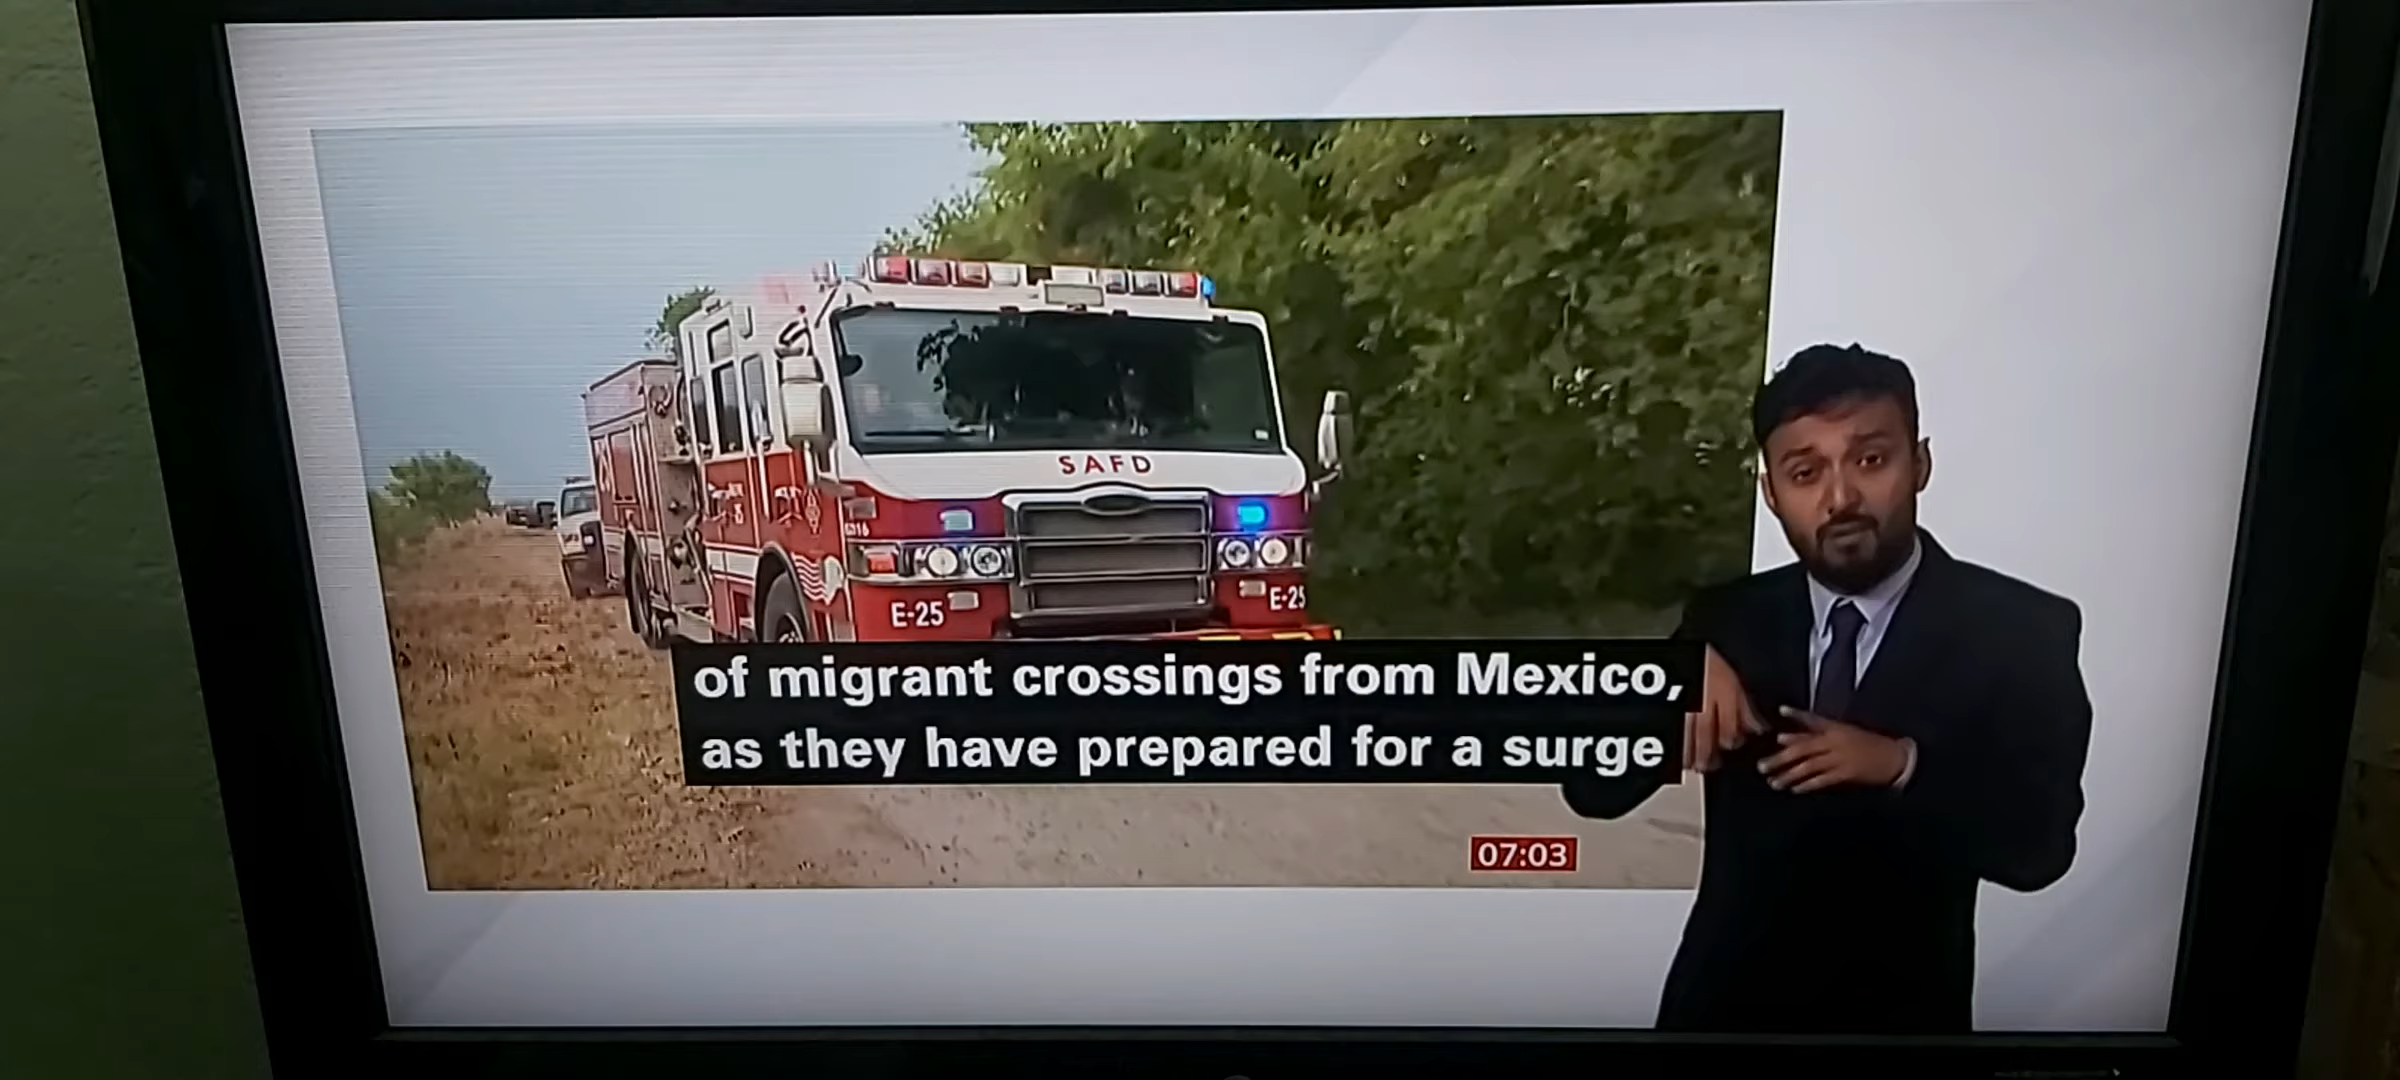 SAFD
E-25
E-25
of migrant crossings from Mexico,
as they have prepared for a surge
07:03